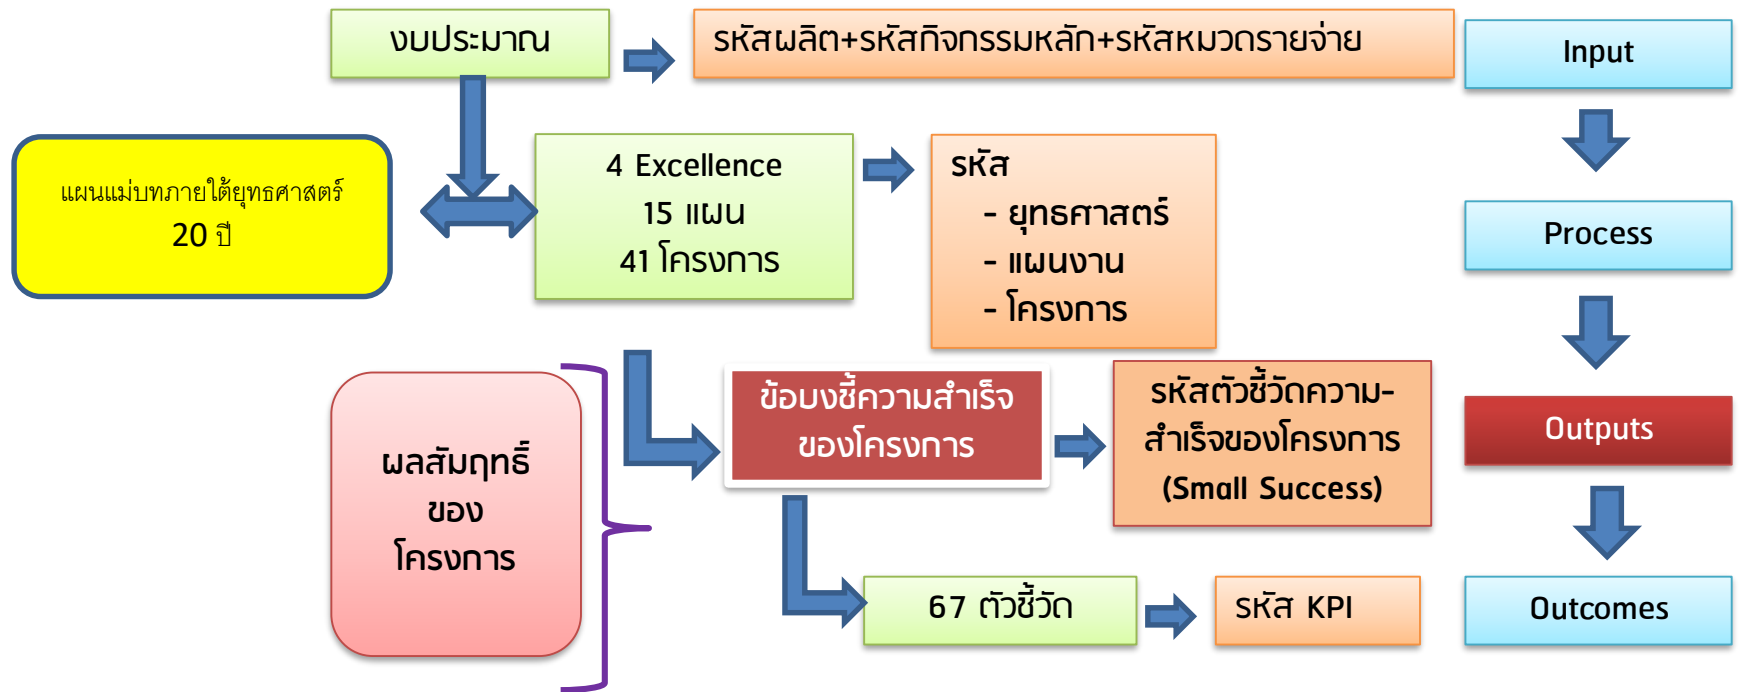 งบประมาณ
รหัสผลิต+รหัสกิจกรรมหลัก+รหัสหมวดรายจ่าย
Input
แผนแม่บทภายใต้ยุทธศาสตร์
20 ปี
4 Excellence
15 แผน
41 โครงการ
รหัส
- ยุทธศาสตร์
- แผนงาน
- โครงการ
Process
ผลสัมฤทธิ์
ของ
โครงการ
ข้อบงชี้ความสำเร็จ
ของโครงการ
รหัสตัวชี้วัดความ-
สำเร็จของโครงการ
(Small Success)
Outputs
67 ตัวชี้วัด
รหัส KPI
Outcomes